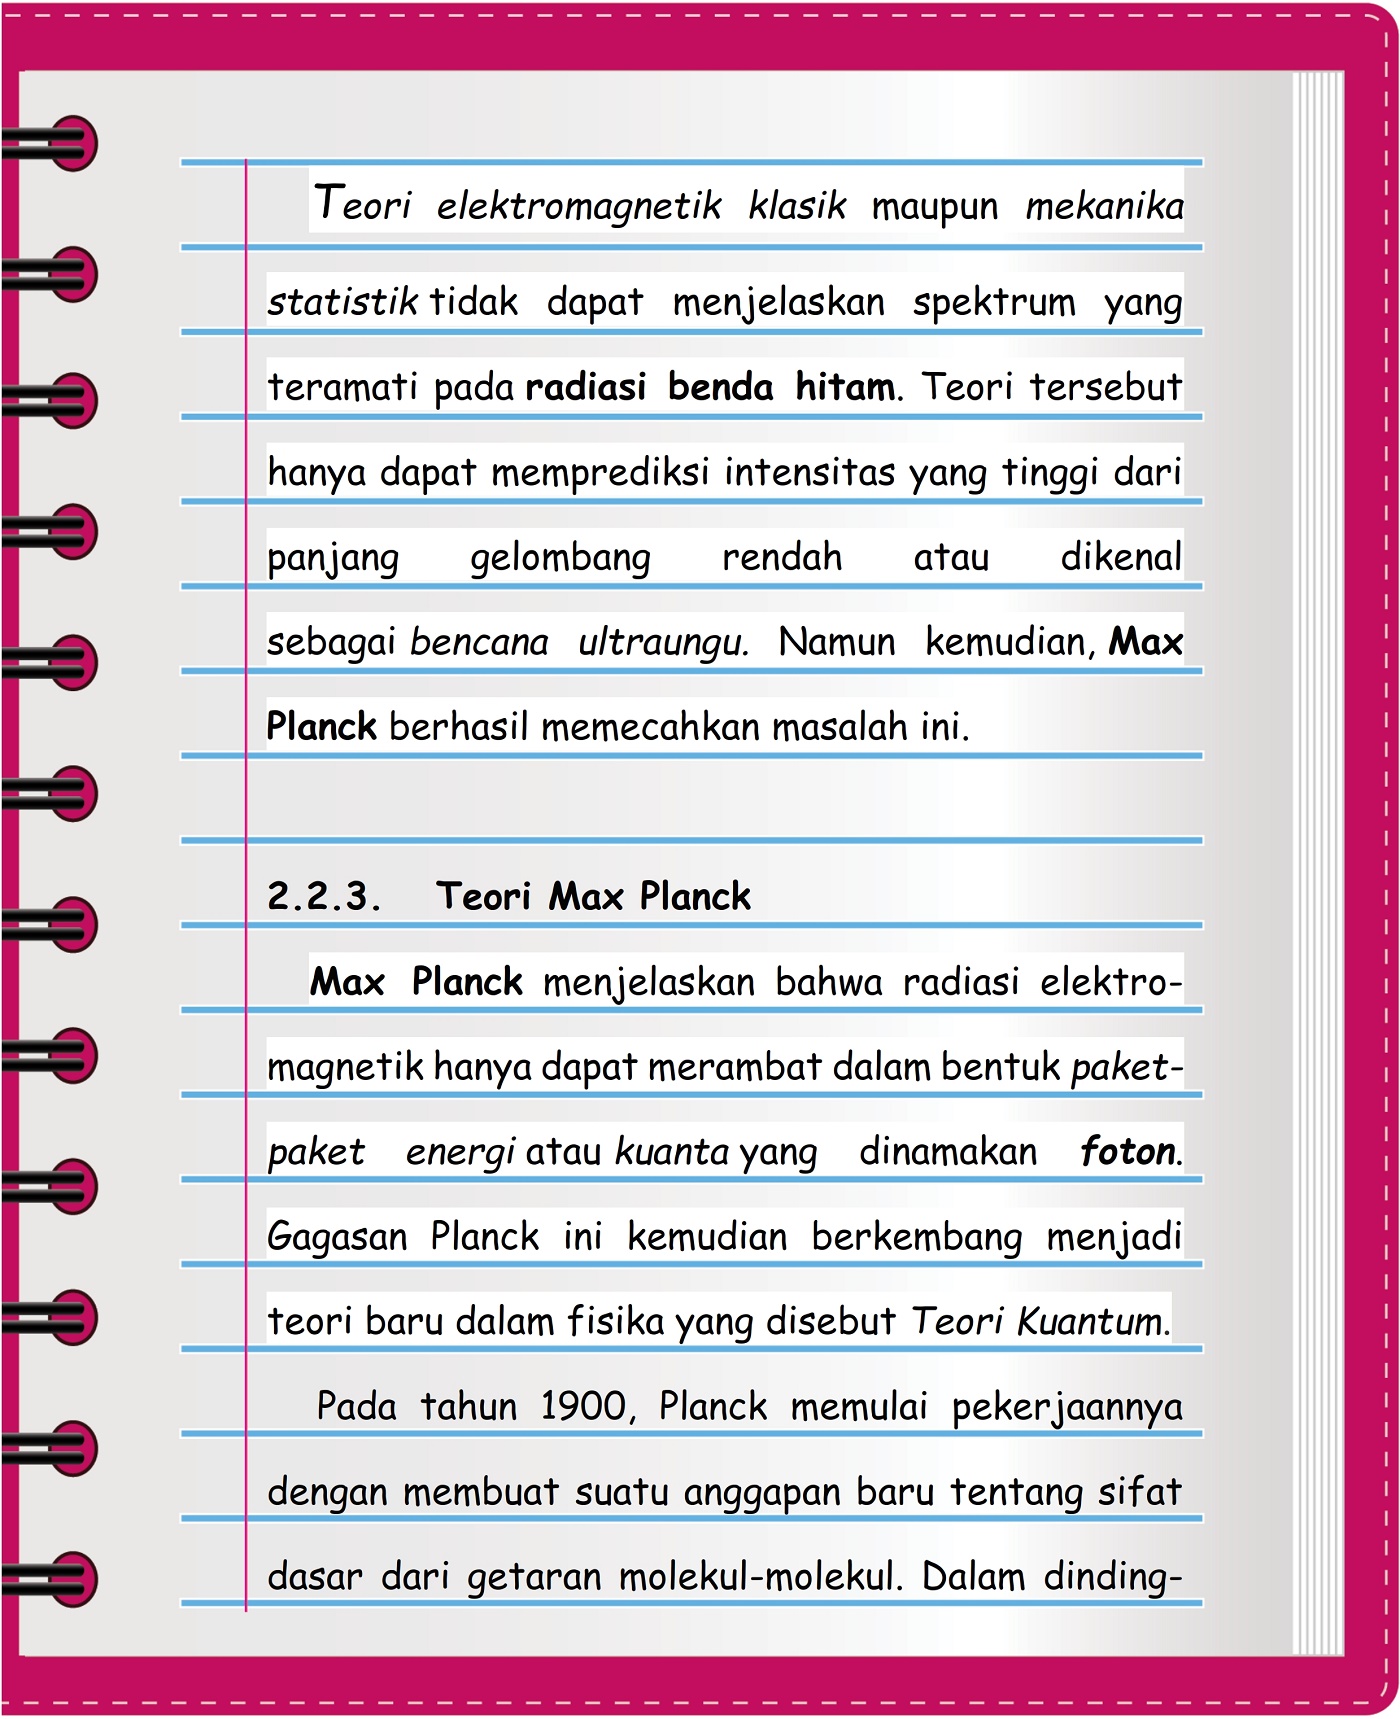 Teori elektromagnetik klasik maupun mekanika
statistik tidak dapat menjelaskan spektrum yang
teramati pada radiasi benda hitam. Teori tersebut
hanya dapat memprediksi intensitas yang tinggi dari
panjang gelombang rendah atau dikenal
sebagai bencana ultraungu. Namun kemudian, Max
Planck berhasil memecahkan masalah ini.
2.2.3. Teori Max Planck
Max Planck menjelaskan bahwa radiasi elektro-
magnetik hanya dapat merambat dalam bentuk paket-
paket energi atau kuanta yang dinamakan foton.
Gagasan Planck ini kemudian berkembang menjadi
teori baru dalam fisika yang disebut Teori Kuantum.
Pada tahun 1900, Planck memulai pekerjaannya
dengan membuat suatu anggapan baru tentang sifat
dasar dari getaran molekul-molekul. Dalam dinding-